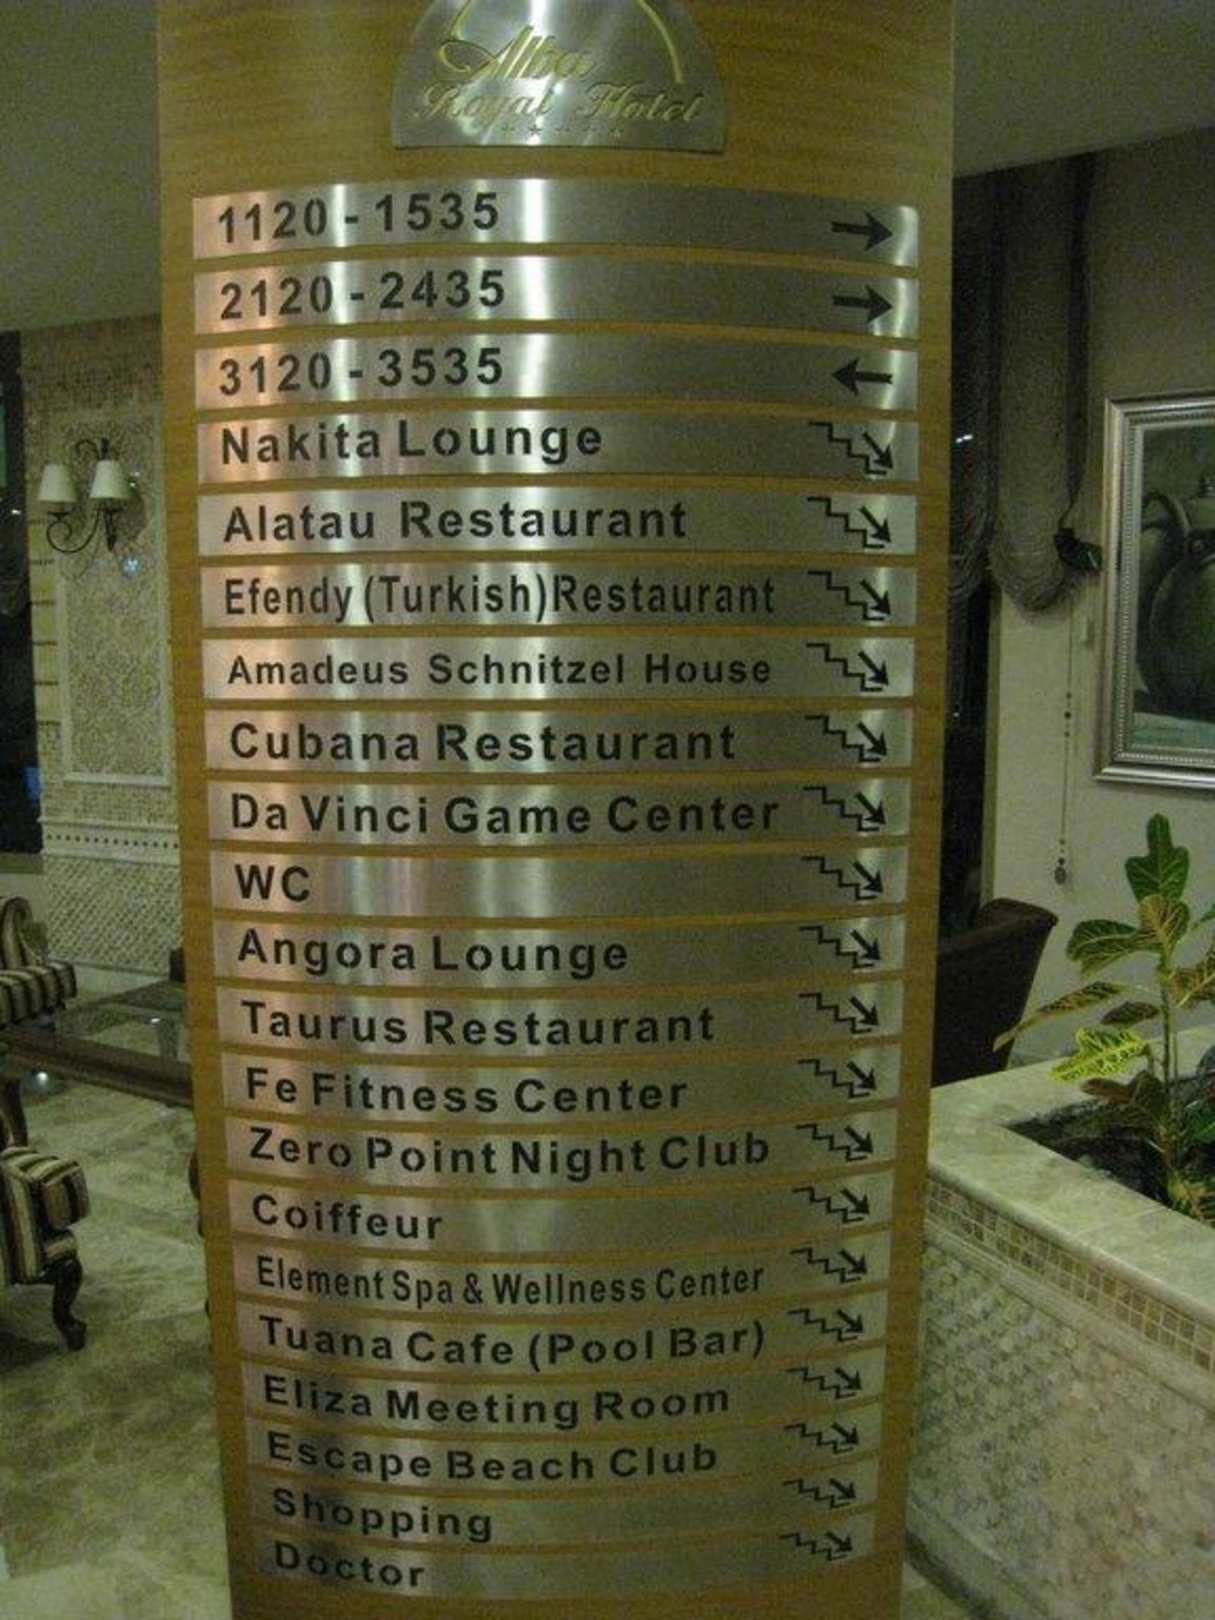 Alba
Royal Hotel
1120 - 1535
2120 - 2435
3120 - 3535
Nakita Lounge
Alatau Restaurant
Efendy (Turkish)Restaurant
Amadeus Schnitzel House
Cubana Restaurant
Da Vinci Game Center
WC
Angora Lounge
Taurus Restaurant
Fe Fitness Center
Zero Point Night Club
Coiffeur
Element Spa & Wellness Center
Tuana Cafe (Pool Bar)
Eliza Meeting Room
Escape Beach Club
Shopping
Doctor